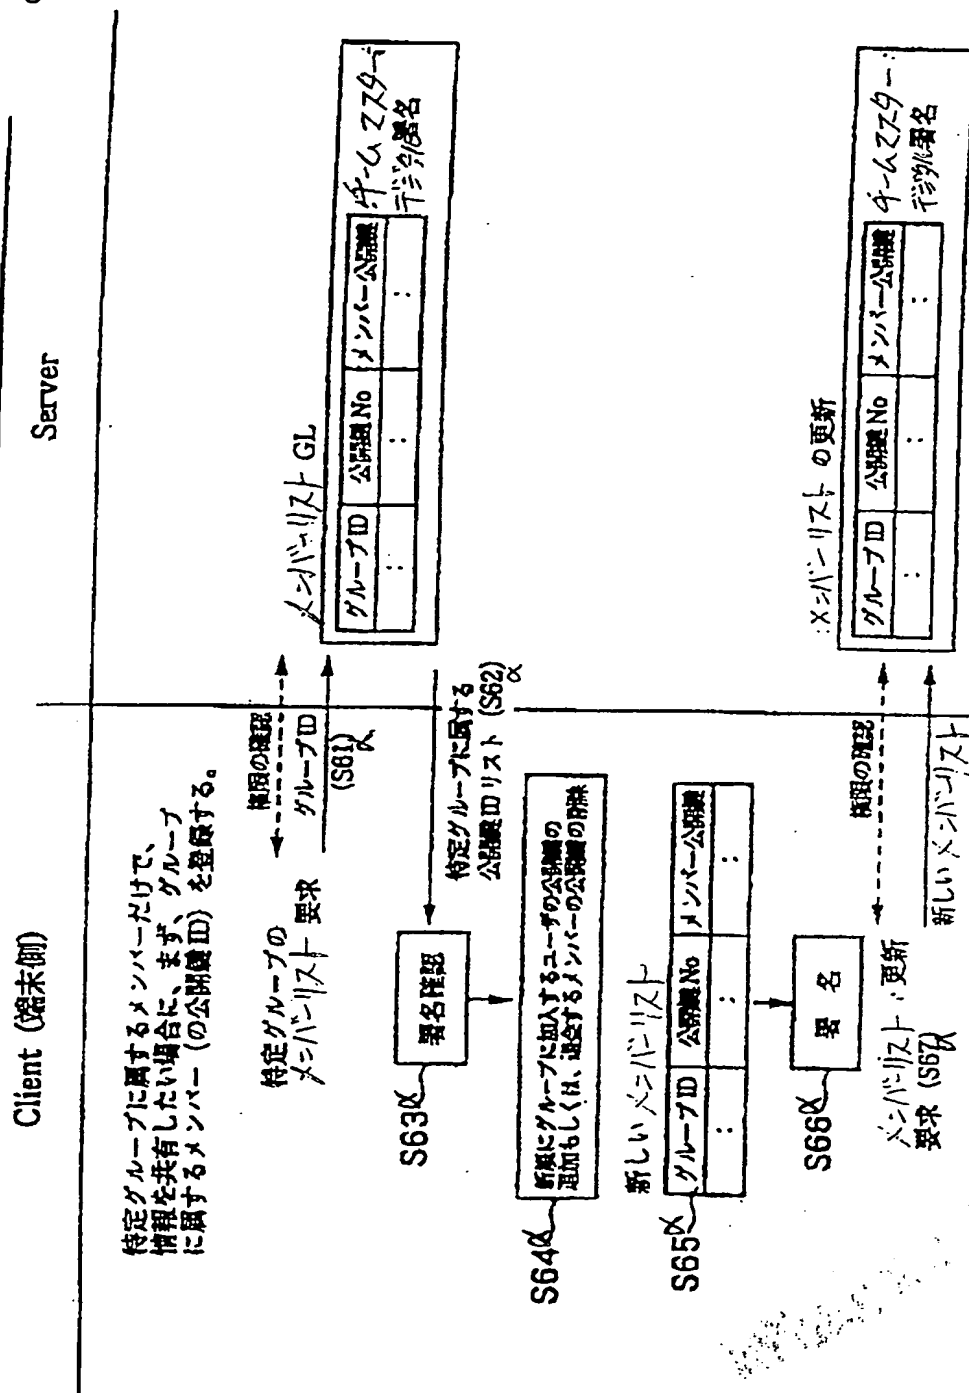 Client (端末側)
Server
特定グループに属するメンバーだけで、
情報を共有したい場合に、まず、グループ
に属するメンバー (の公開鍵ID) を登録する。
特定グループの
メンバーリスト 要求
権限の確認
グループID
(S61)α
メンバーリスト GL
グループID 公開鍵No メンバー公開鍵
: : :
チームマスター
デジタル署名
特定グループに属する
公開鍵IDリスト (S62)α
S63α
署名確認
S64α
新規にグループに加入するユーザの公開鍵の
追加もしくは、退会するメンバーの公開鍵の削除
新しいメンバーリスト
S65α
グループID 公開鍵No メンバー公開鍵
: : :
S66α
署 名
メンバーリスト 更新
要求 (S67)α
権限の確認
新しいメンバーリスト
:メンバーリスト の更新
グループID 公開鍵No メンバー公開鍵
: : :
チームマスター
デジタル署名